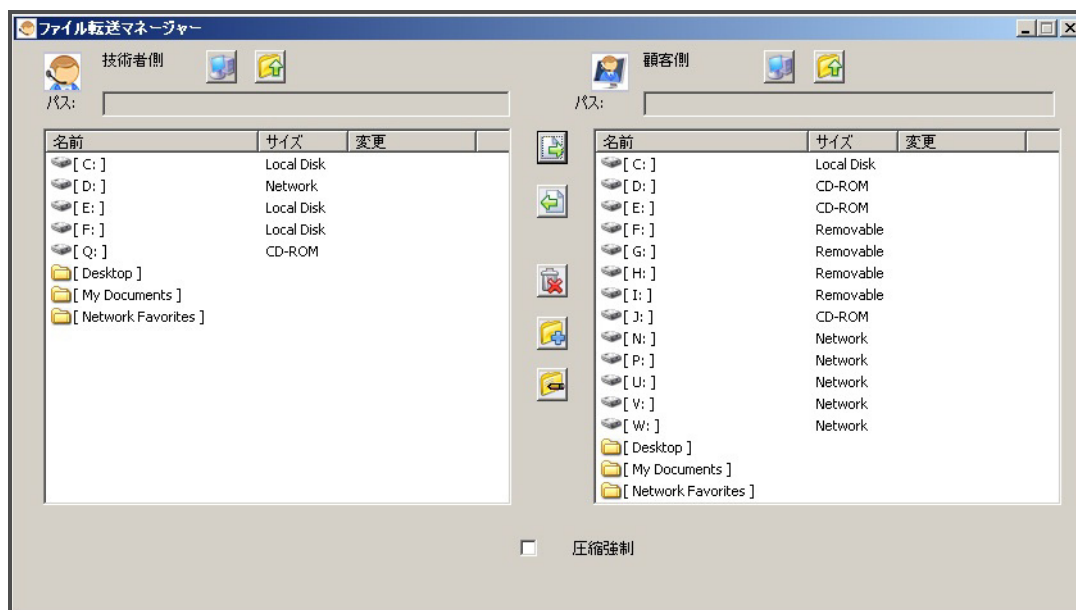 ファイル転送マネージャー
技術者側
パス:
名前 サイズ 変更
[ C: ] Local Disk
[ D: ] Network
[ E: ] Local Disk
[ F: ] Local Disk
[ Q: ] CD-ROM
[ Desktop ]
[ My Documents ]
[ Network Favorites ]
顧客側
パス:
名前 サイズ 変更
[ C: ] Local Disk
[ D: ] CD-ROM
[ E: ] CD-ROM
[ F: ] Removable
[ G: ] Removable
[ H: ] Removable
[ I: ] Removable
[ J: ] CD-ROM
[ N: ] Network
[ P: ] Network
[ U: ] Network
[ V: ] Network
[ W: ] Network
[ Desktop ]
[ My Documents ]
[ Network Favorites ]
圧縮強制